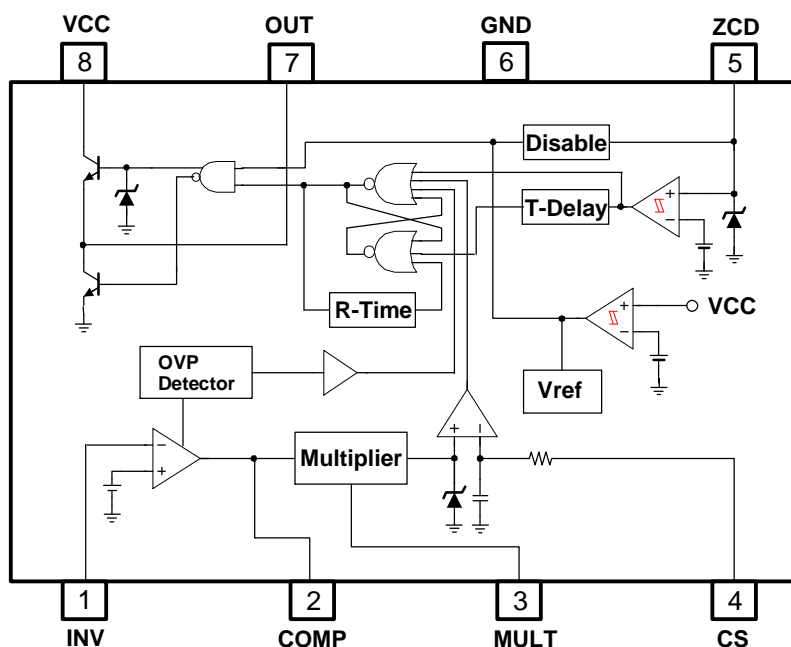 VCC OUT GND ZCD
8 7 6 5
Disable
+
−
T-Delay
R-Time
+
−
VCC
Vref
OVP
Detector
+ −
−
+
Multiplier
1 2 3 4
INV COMP MULT CS